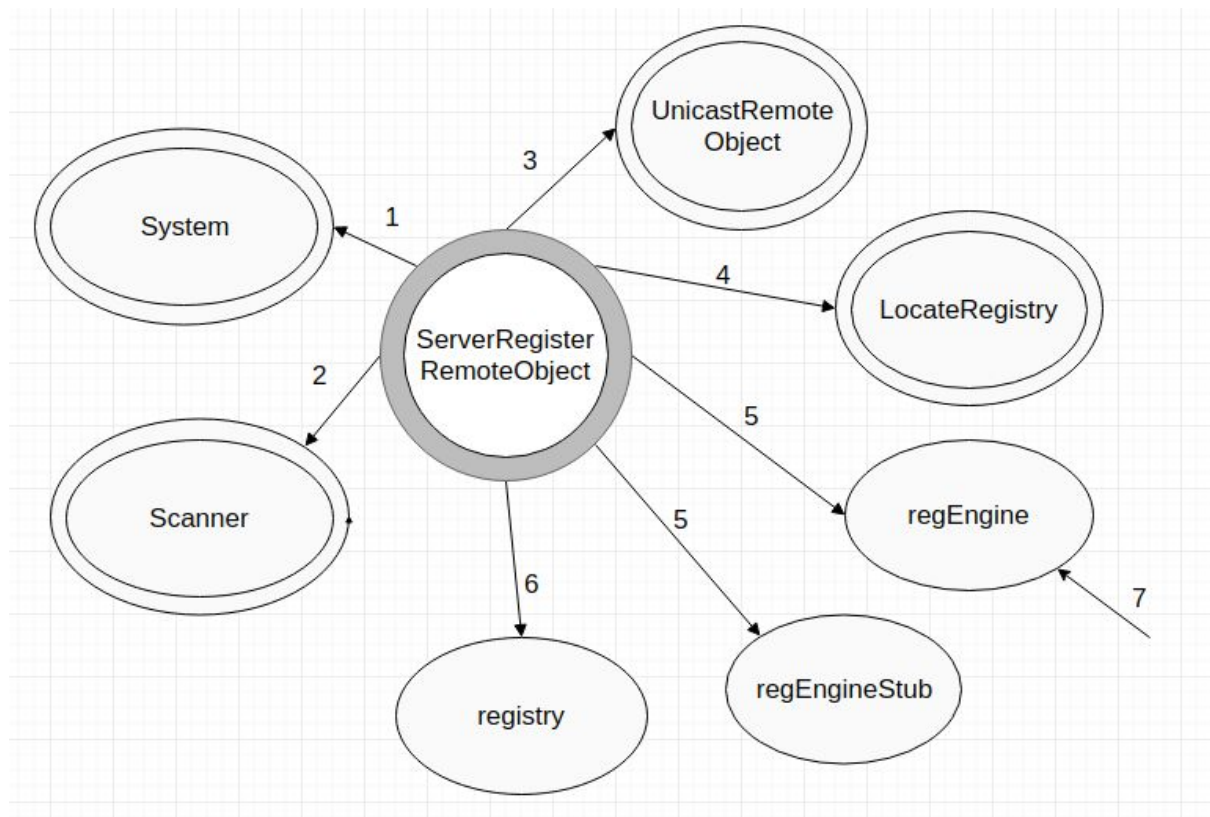 UnicastRemote
Object
3
System
1
4
LocateRegistry
ServerRegister
RemoteObject
2
5
Scanner
5
regEngine
6
7
regEngineStub
registry